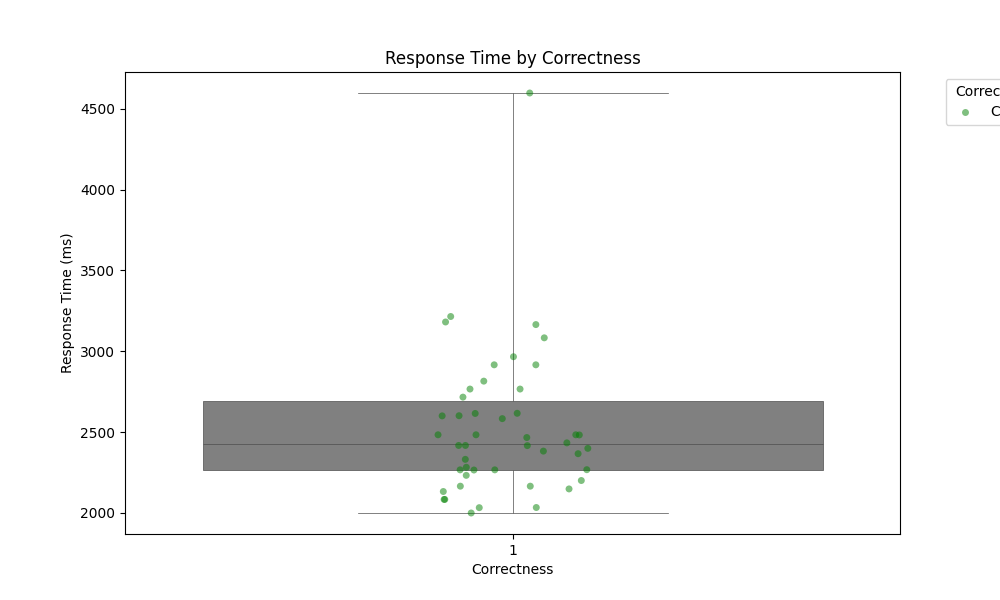 Response Time by Correctness
Correc
C
4500
4000
3500
3000
2500
2000
Response Time (ms)
1
Correctness